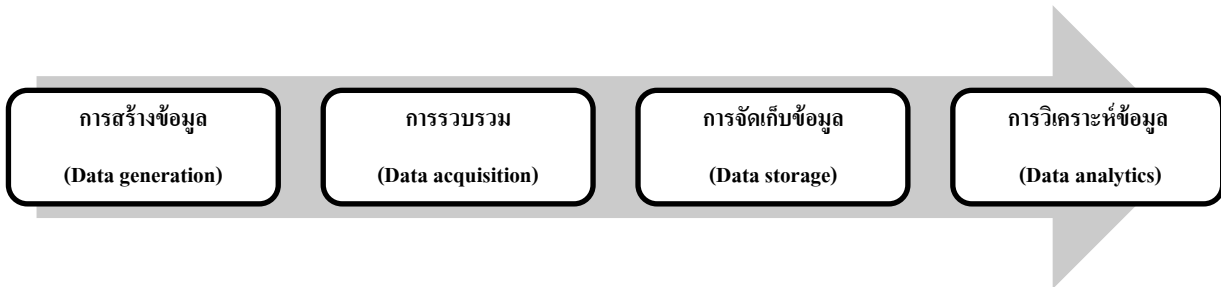 การสร้างข้อมูล
(Data generation)
การรวบรวม
(Data acquisition)
การจัดเก็บข้อมูล
(Data storage)
การวิเคราะห์ข้อมูล
(Data analytics)